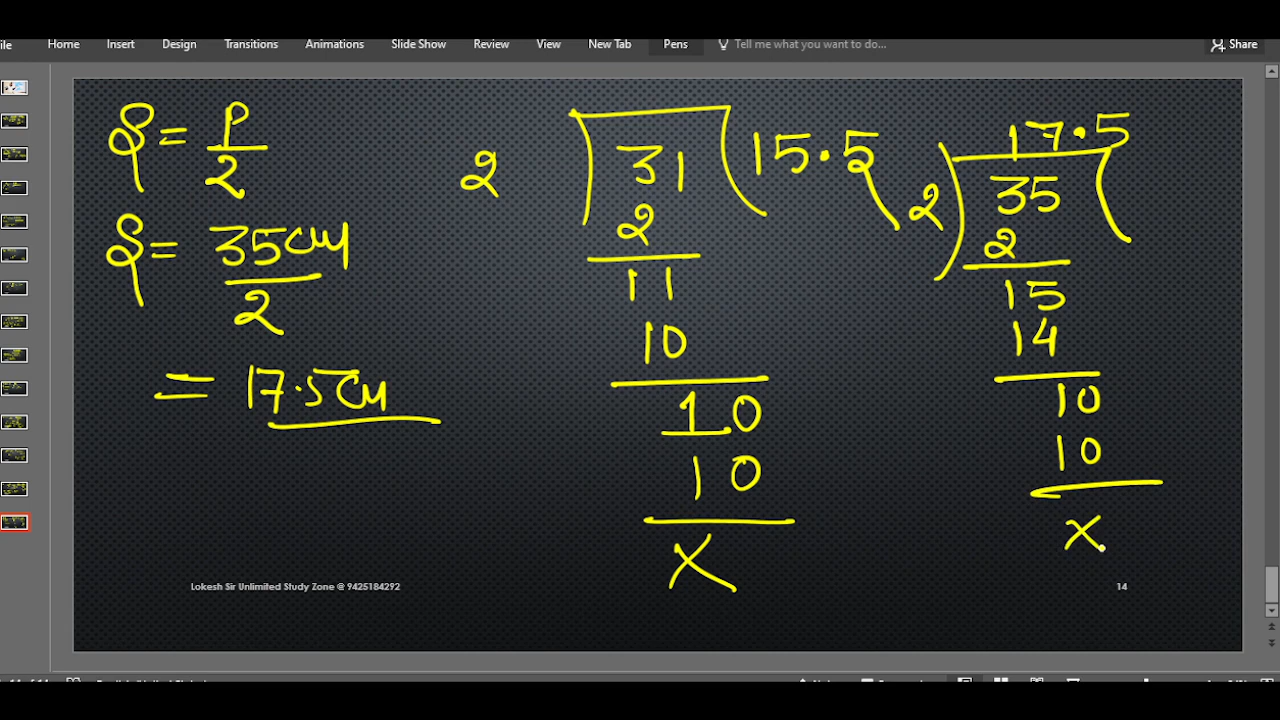 File Home Insert Design Transitions Animations Slide Show Review View New Tab Pens Tell me what you want to do... Share
S = P
2
S = 35cm
2
= 17.5cm
2 31 15.5
2
11
10
10
10
x
17.5
2 35
2
15
14
10
10
x
Lokesh Sir Unlimited Study Zone @ 9425184292 14